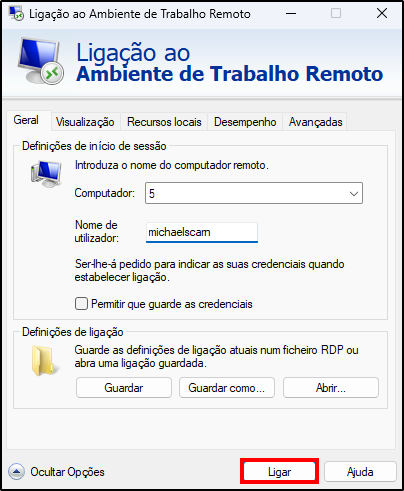 Ligação ao Ambiente de Trabalho Remoto
Ligação ao
Ambiente de Trabalho Remoto
Geral Visualização Recursos locais Desempenho Avançadas
Definições de início de sessão
Introduza o nome do computador remoto.
Computador: 5
Nome de
utilizador: michaelscarn
Ser-lhe-á pedido para indicar as suas credenciais quando
estabelecer ligação.
Permitir que guarde as credenciais
Definições de ligação
Guarde as definições de ligação atuais num ficheiro RDP ou
abra uma ligação guardada.
Guardar Guardar como... Abrir...
Ocultar Opções Ligar Ajuda